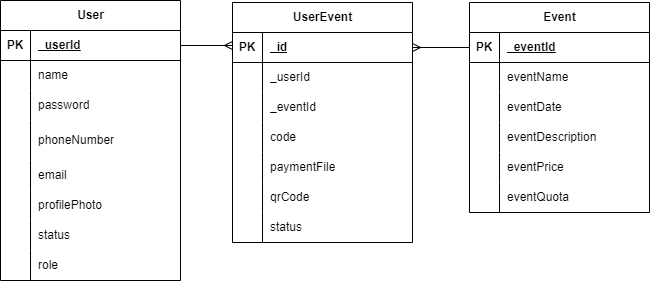 User
PK _userId
name
password
phoneNumber
email
profilePhoto
status
role
UserEvent
PK _id
_userId
_eventId
code
paymentFile
qrCode
status
Event
PK _eventId
eventName
eventDate
eventDescription
eventPrice
eventQuota